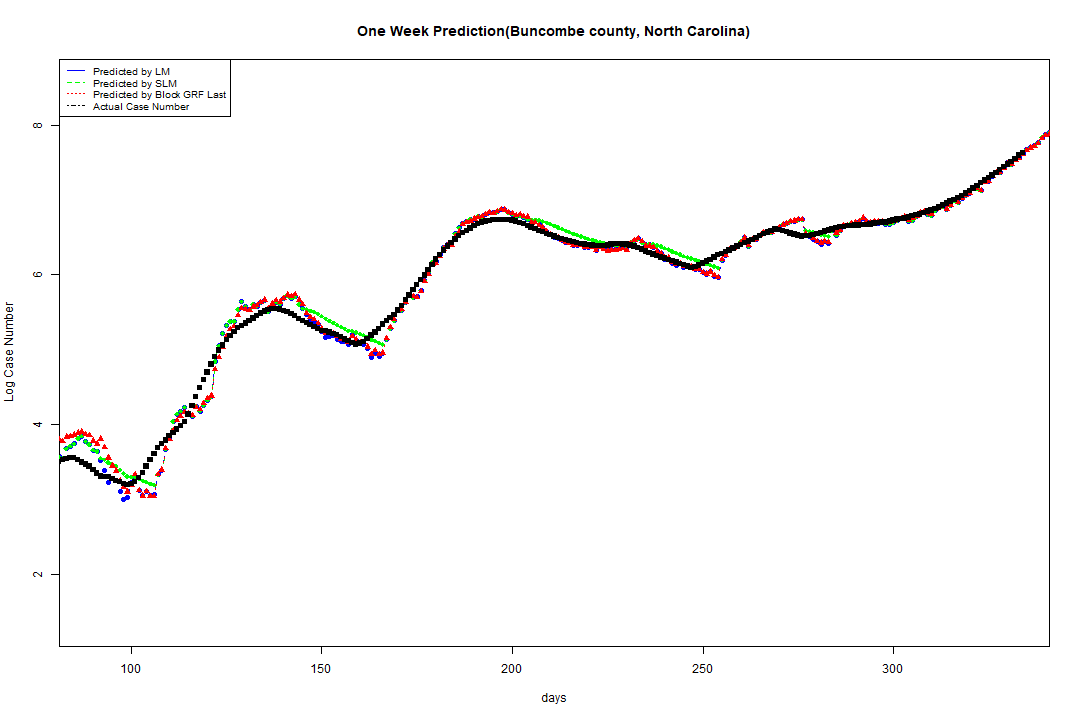 One Week Prediction(Buncombe county, North Carolina)
Predicted by LM
Predicted by SLM
Predicted by Block GRF Last
Actual Case Number
8
6
4
2
Log Case Number
100 150 200 250 300
days